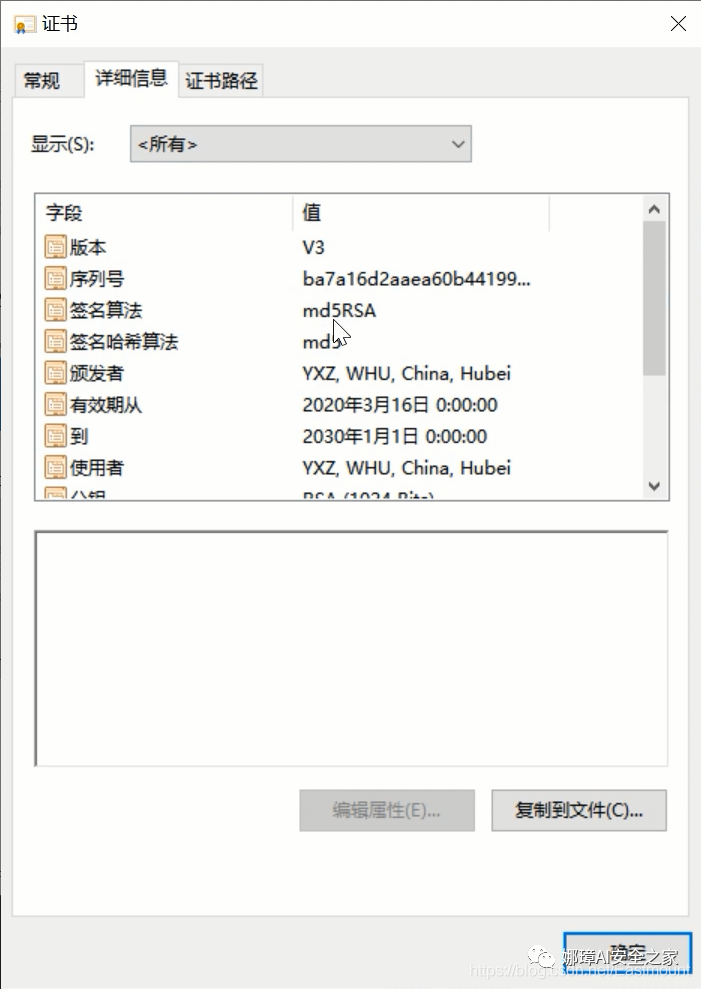 证书
常规 详细信息 证书路径
显示(S): <所有>
字段 值
版本 V3
序列号 ba7a16d2aaea60b44199...
签名算法 md5RSA
签名哈希算法 md5
颁发者 YXZ, WHU, China, Hubei
有效期从 2020年3月16日 0:00:00
到 2030年1月1日 0:00:00
使用者 YXZ, WHU, China, Hubei
公钥 RSA (1024 Bits)
编辑属性(E)... 复制到文件(C)...
确定
娜璋AI安全之家
https://blog.csdn.net/Eastmount